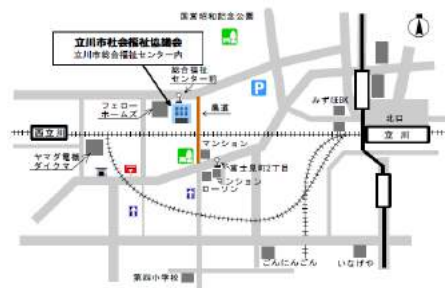 国営昭和記念公園
立川市社会福祉協議会
立川市総合福祉センター内
総合福祉
センター前
フェロー
ホームズ
農道
P
みずほBK
北口
西立川
立川
マンション
ヤマダ電機
ダイクマ
富士見町2丁目
マンション
ローソン
ごんにんごん
いなげや
第四小学校